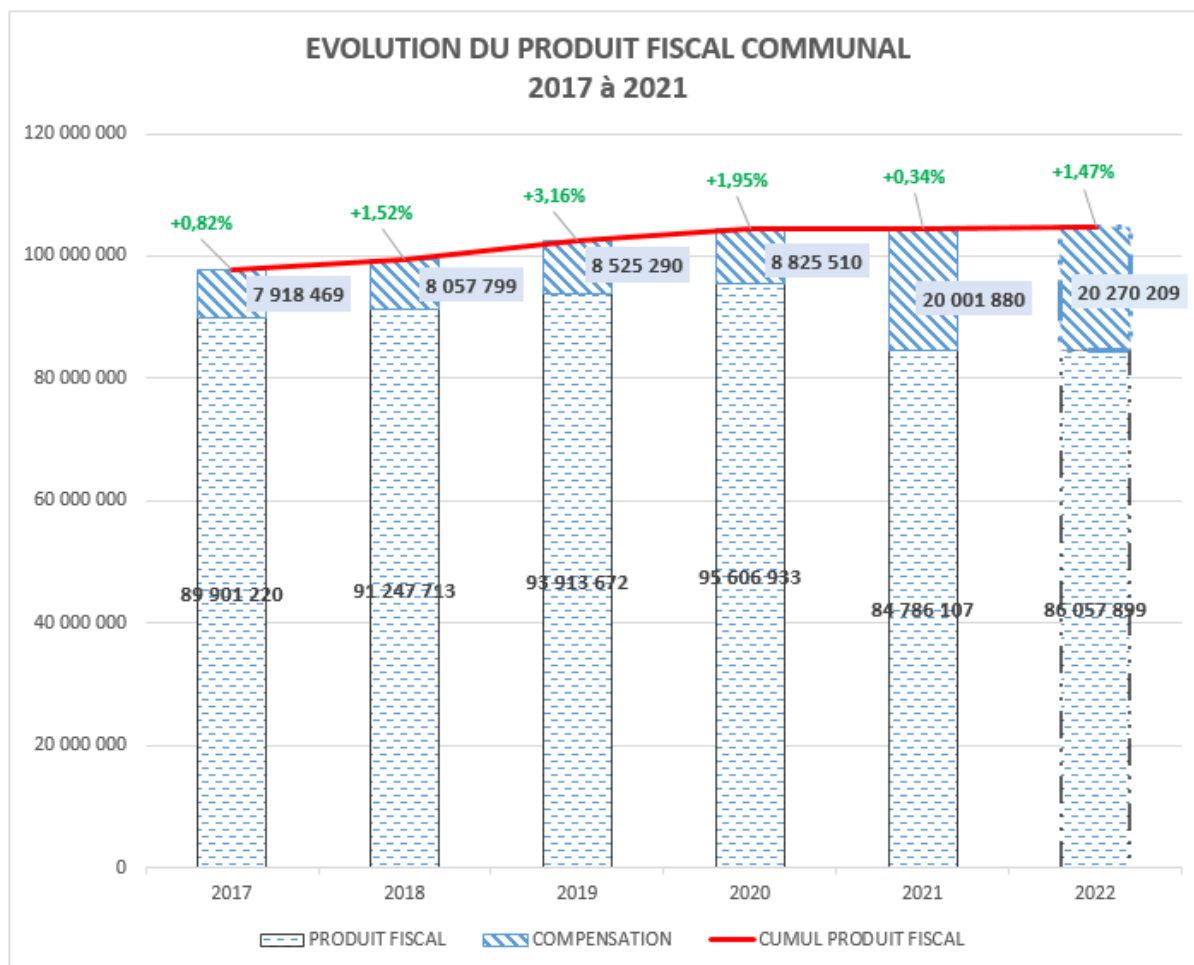 EVOLUTION DU PRODUIT FISCAL COMMUNAL
2017 à 2021
120 000 000
100 000 000
80 000 000
60 000 000
40 000 000
20 000 000
0
+0,82%
+1,52%
+3,16%
+1,95%
+0,34%
+1,47%
7 918 469
8 057 799
8 525 290
8 825 510
20 001 880
20 270 209
89 901 220
91 247 713
93 913 672
95 606 933
84 786 107
86 057 899
2017 2018 2019 2020 2021 2022
PRODUIT FISCAL COMPENSATION CUMUL PRODUIT FISCAL